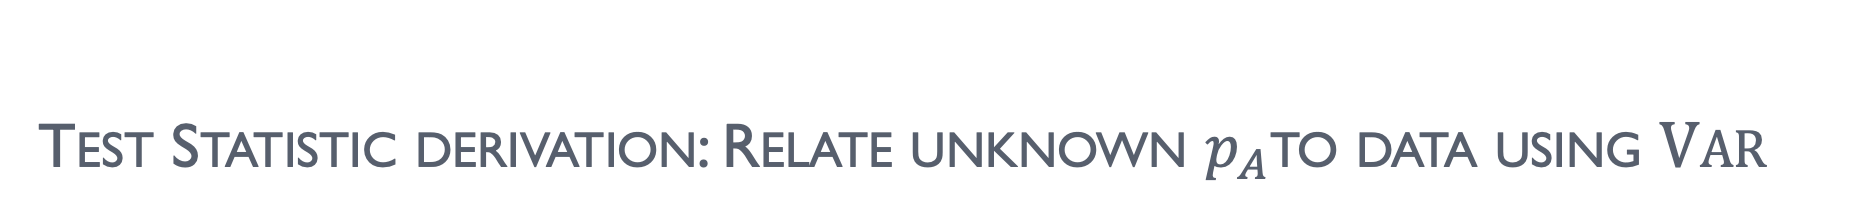 Test Statistic derivation: Relate unknown $p_A$ to data using Var